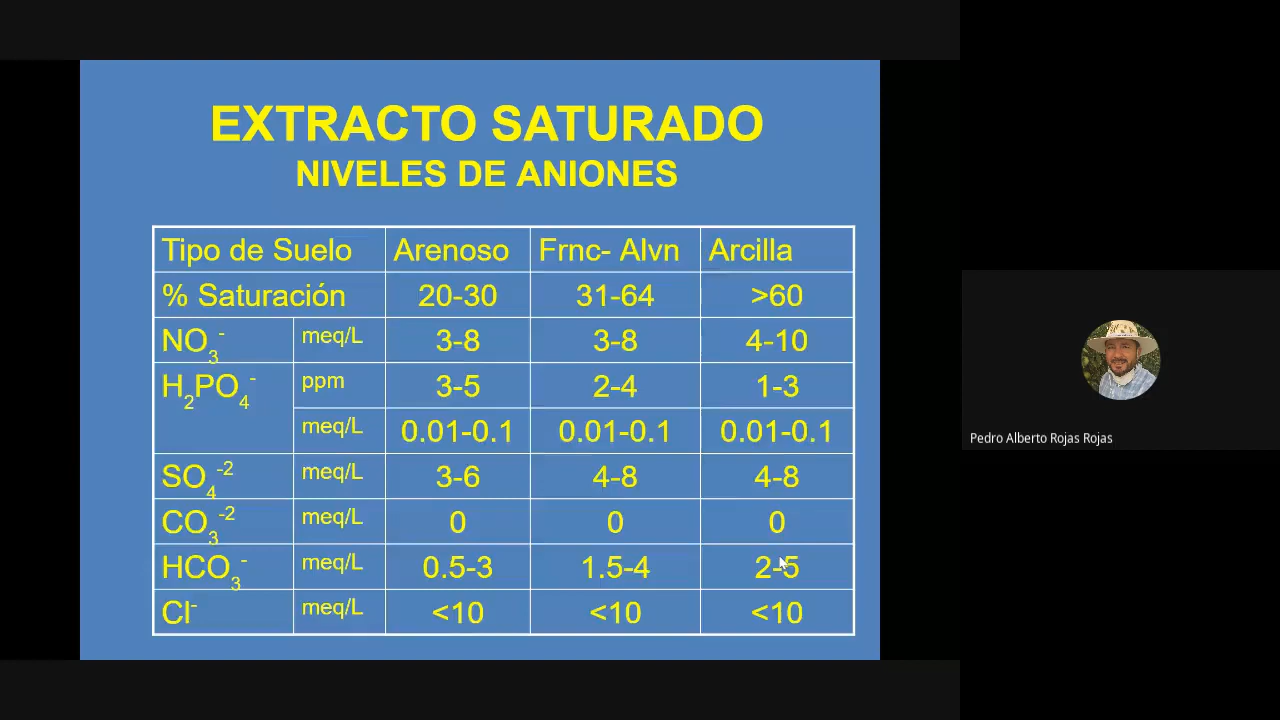 EXTRACTO SATURADO
NIVELES DE ANIONES
Tipo de Suelo Arenoso Frnc- Alvn Arcilla
% Saturación 20-30 31-64 >60
NO3- meq/L 3-8 3-8 4-10
H2PO4- ppm 3-5 2-4 1-3
meq/L 0.01-0.1 0.01-0.1 0.01-0.1
SO4-2 meq/L 3-6 4-8 4-8
CO3-2 meq/L 0 0 0
HCO3- meq/L 0.5-3 1.5-4 2-5
Cl- meq/L <10 <10 <10
Pedro Alberto Rojas Rojas